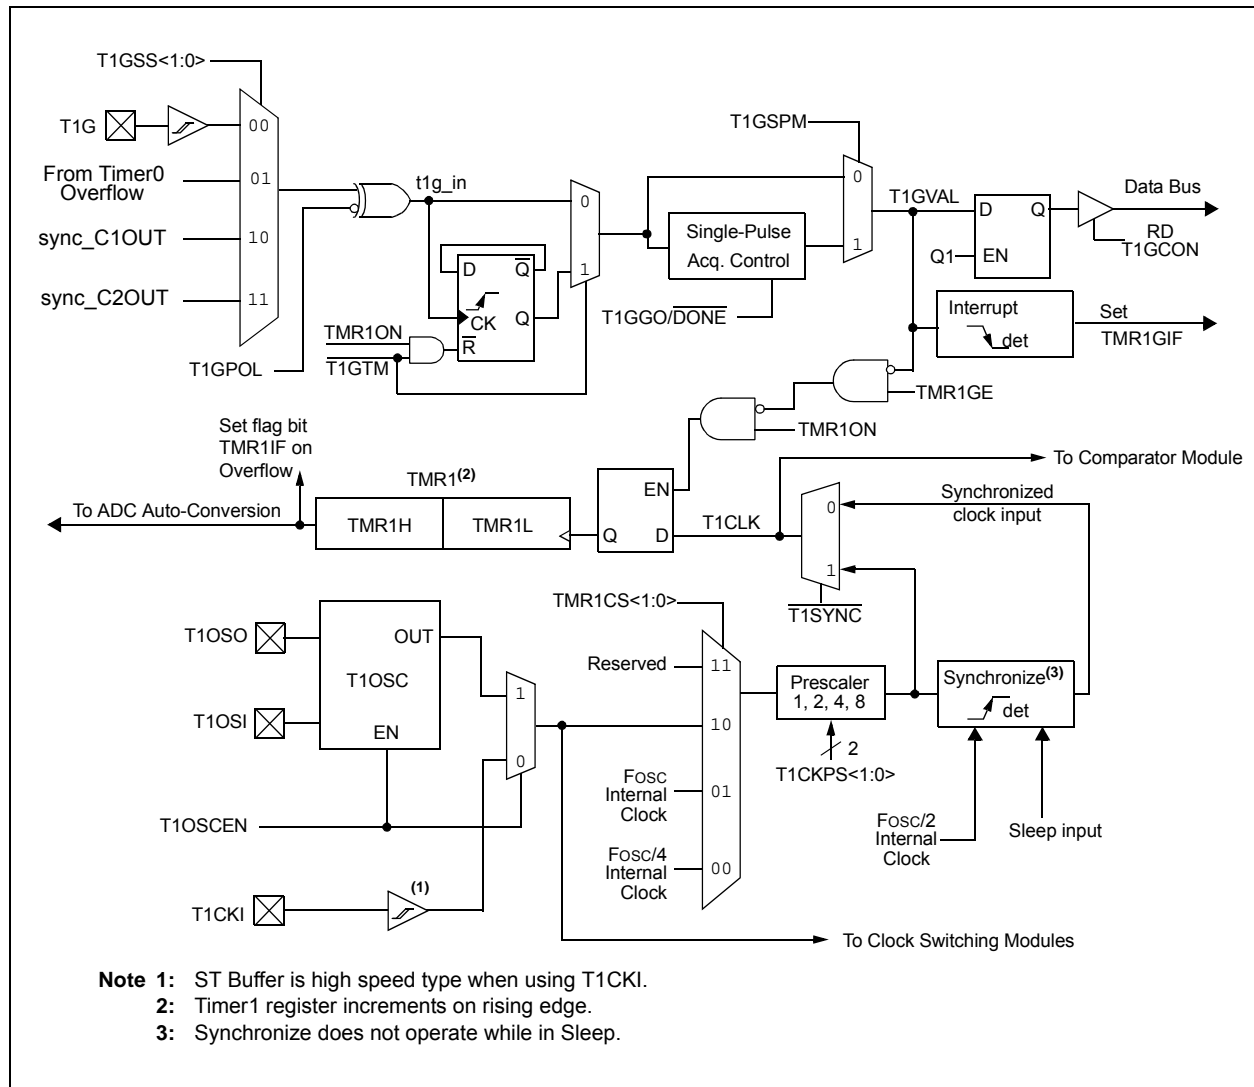 T1GSS<1:0>
T1G
00
From Timer0
Overflow
01
sync_C1OUT
10
sync_C2OUT
11
T1GPOL
t1g_in
0
1
D
Q
CK
Q
R
TMR1ON
T1GTM
T1GSPM
0
1
Single-Pulse
Acq. Control
T1GGO/DONE
T1GVAL
D
Q
Q1
EN
Data Bus
RD
T1GCON
Interrupt
det
Set
TMR1GIF
TMR1GE
TMR1ON
Set flag bit
TMR1IF on
Overflow
TMR1(2)
To ADC Auto-Conversion
TMR1H
TMR1L
EN
Q
D
T1CLK
To Comparator Module
Synchronized
clock input
0
1
T1SYNC
TMR1CS<1:0>
T1OSO
OUT
T1OSC
T1OSI
EN
1
0
T1OSCEN
T1CKI
(1)
Reserved
11
10
FOSC
Internal
Clock
01
FOSC/4
Internal
Clock
00
Prescaler
1, 2, 4, 8
2
T1CKPS<1:0>
Synchronize(3)
det
FOSC/2
Internal
Clock
Sleep input
To Clock Switching Modules
Note 1: ST Buffer is high speed type when using T1CKI.
2: Timer1 register increments on rising edge.
3: Synchronize does not operate while in Sleep.